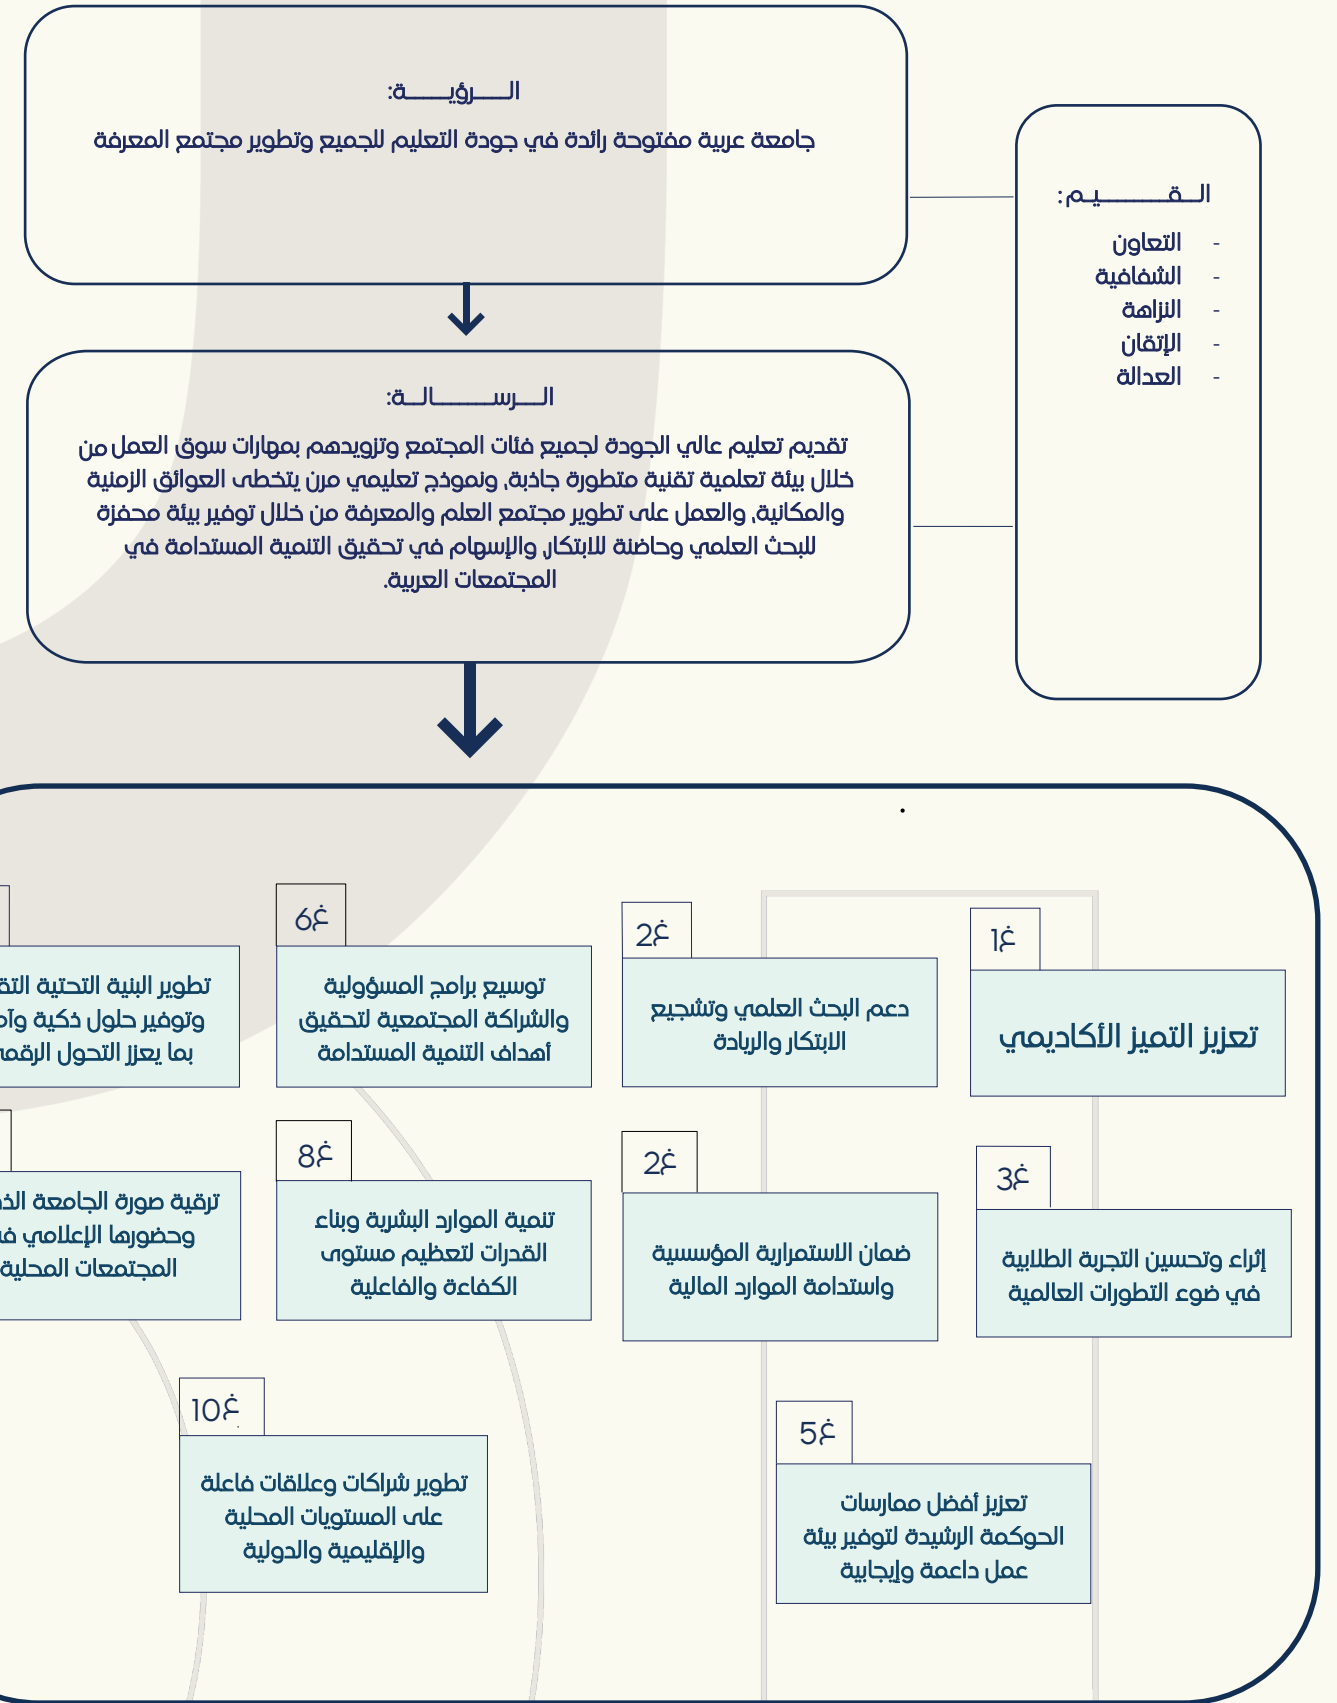 الـــرؤيـــة:
جامعة عربية مفتوحة رائدة في جودة التعليم للجميع وتطوير مجتمع المعرفة
الـقـــــيـم:
- التعاون
- الشفافية
- النزاهة
- الإتقان
- العدالة
الـــرســــالـــة:
تقديم تعليم عالي الجودة لجميع فئات المجتمع وتزويدهم بمهارات سوق العمل من
خلال بيئة تعلمية تقنية متطورة جاذبة، ونموذج تعليمي مرن يتخطى العوائق الزمنية
والمكانية، والعمل على تطوير مجتمع العلم والمعرفة من خلال توفير بيئة محفزة
للبحث العلمي وحاضنة للابتكار، والإسهام في تحقيق التنمية المستدامة في
المجتمعات العربية.
غ1
تعزيز التميز الأكاديمي
غ2
دعم البحث العلمي وتشجيع
الابتكار والريادة
غ6
توسيع برامج المسؤولية
والشراكة المجتمعية لتحقيق
أهداف التنمية المستدامة
تطوير البنية التحتية
وتوفير حلول ذكية
بما يعزز التحول
غ3
إثراء وتحسين التجربة الطلابية
في ضوء التطورات العالمية
غ2
ضمان الاستمرارية المؤسسية
واستدامة الموارد المالية
غ8
تنمية الموارد البشرية وبناء
القدرات لتعظيم مستوى
الكفاءة والفاعلية
ترقية صورة الجامعة
وحضورها الإعلامي
المجتمعات المحلية
غ5
تعزيز أفضل ممارسات
الحوكمة الرشيدة لتوفير بيئة
عمل داعمة وإيجابية
غ10
تطوير شراكات وعلاقات فاعلة
على المستويات المحلية
والإقليمية والدولية